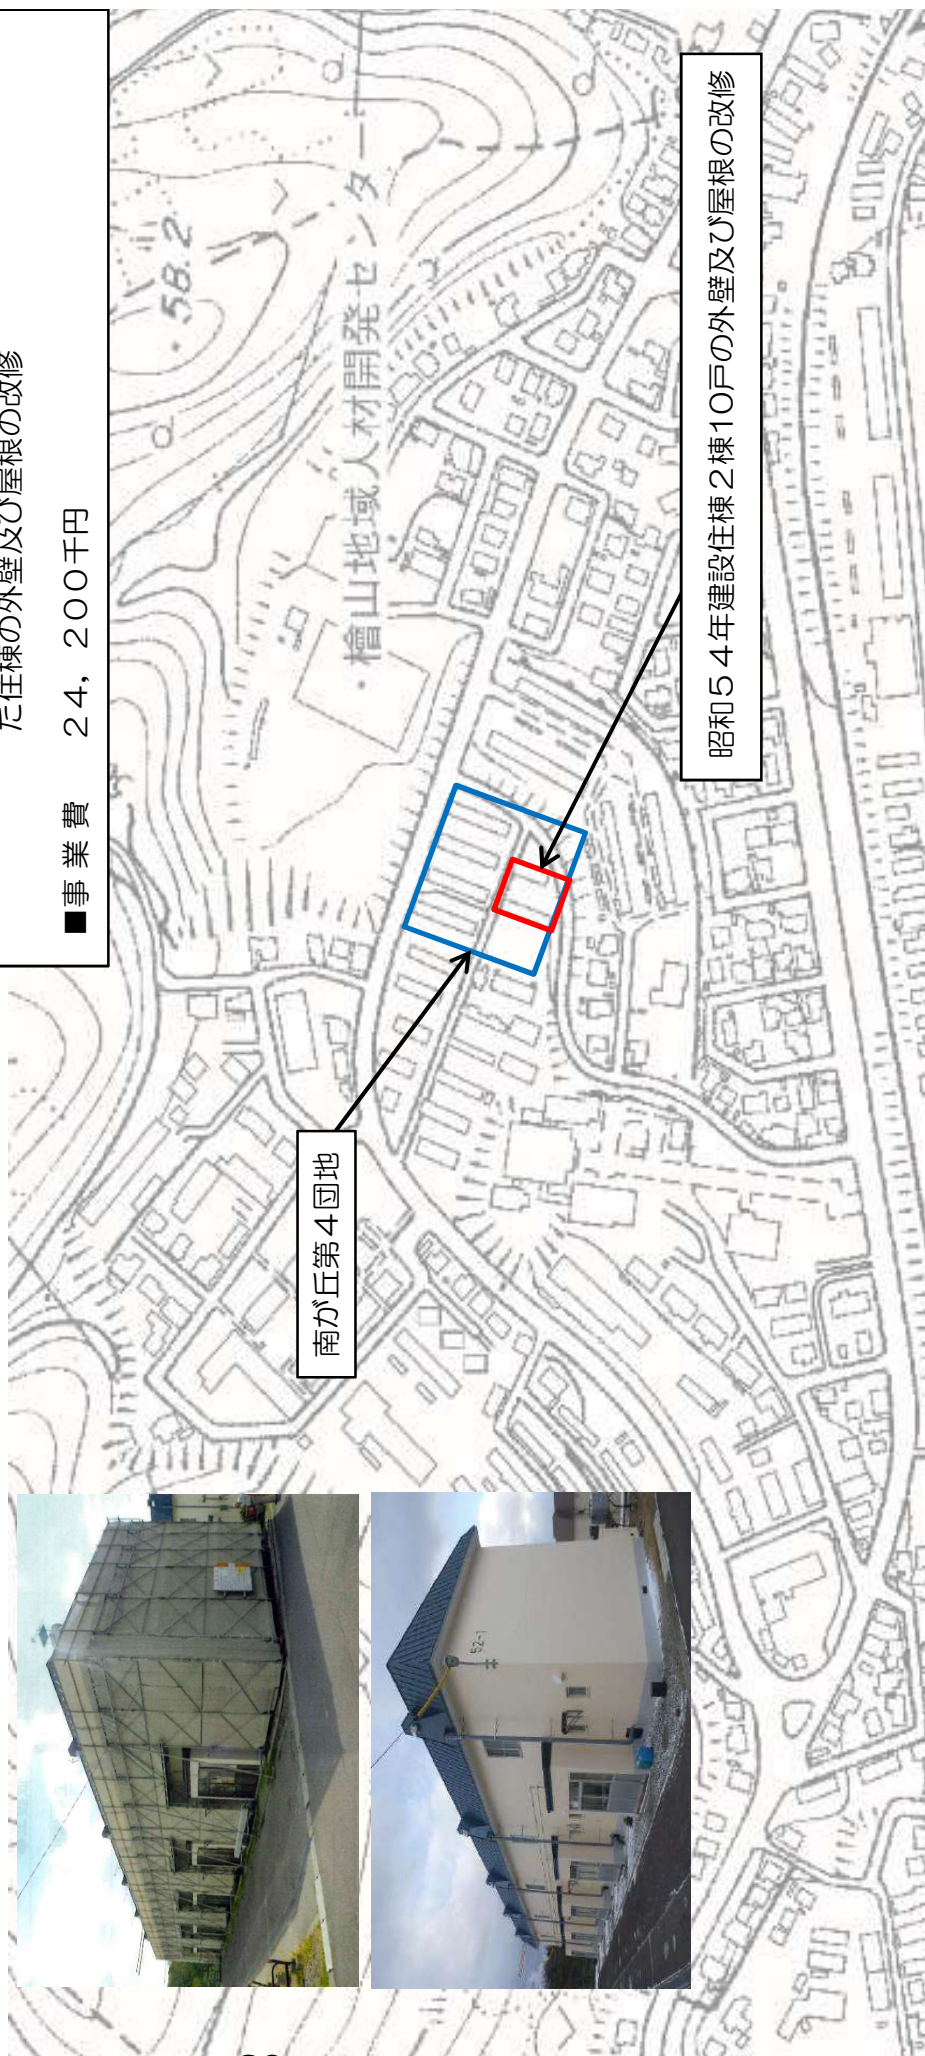 た住棟の外壁及び屋根の改修
■事 業 費　２４，２００千円
58.2
檜山地域人材開発センター
昭和５４年建設住棟２棟１０戸の外壁及び屋根の改修
南が丘第４団地
52-1